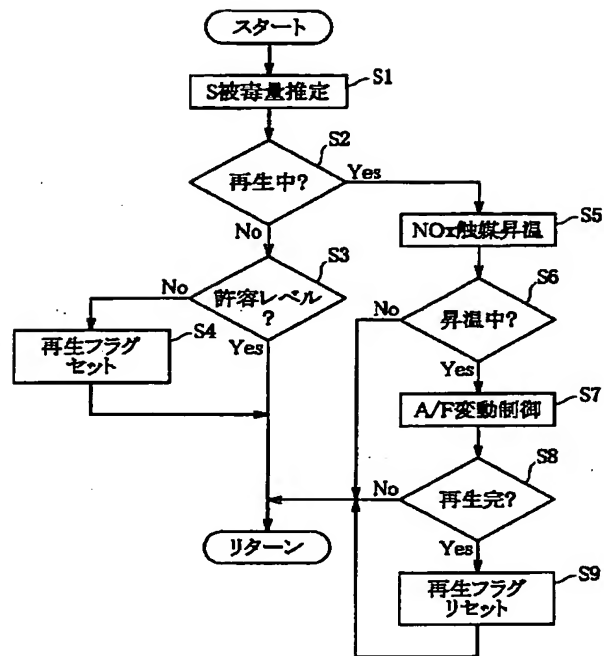 スタート
S1
S被毒量推定
S2
再生中?
Yes
No
S5
NOx触媒昇温
S3
許容レベル
?
No
Yes
S4
再生フラグ
セット
S6
昇温中?
No
Yes
S7
A/F変動制御
S8
再生完?
No
Yes
リターン
S9
再生フラグ
リセット